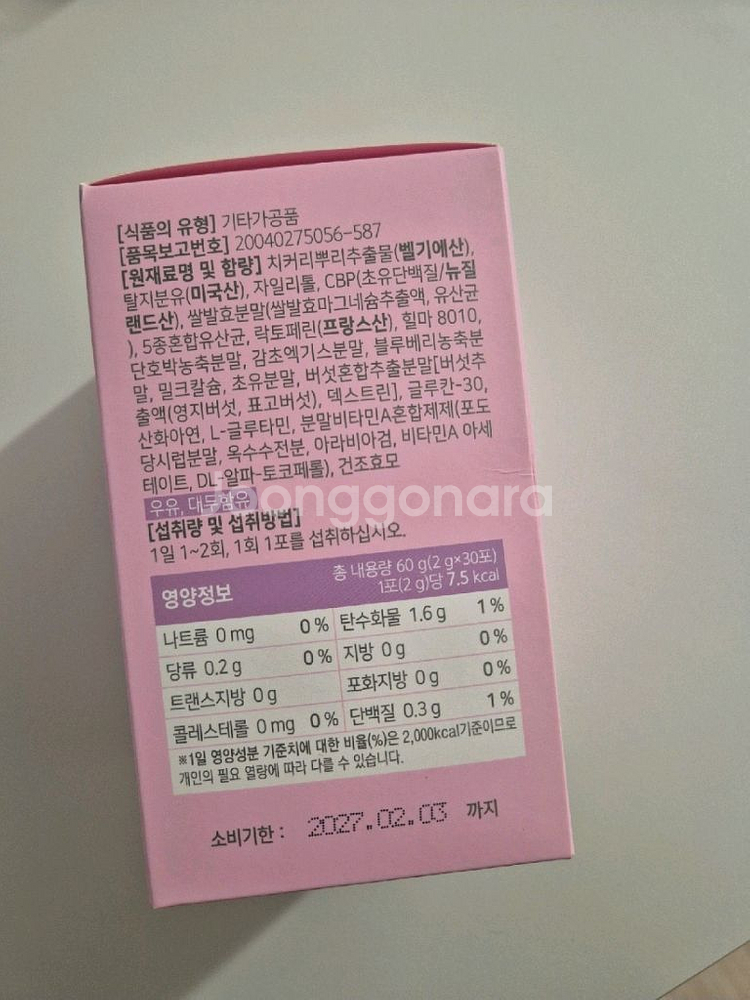 [식품의 유형] 기타가공품
[품목보고번호] 20040275056-587
[원재료명 및 함량] 치커리뿌리추출물(벨기에산),
탈지분유(미국산), 자일리톨, CBP(초유단백질/뉴질
랜드산), 쌀발효분말(쌀발효마그네슘추출액, 유산균
), 5종혼합유산균, 락토페린(프랑스산), 힐마 8010,
단호박농축분말, 감초엑기스분말, 블루베리농축분
말, 밀크칼슘, 초유분말, 버섯혼합추출분말[버섯추
출액(영지버섯, 표고버섯), 덱스트린], 글루칸-30,
산화아연, L-글루타민, 분말비타민A혼합제제(포도
당시럽분말, 옥수수전분, 아라비아검, 비타민A 아세
테이트, DL-알파-토코페롤), 건조효모
우유, 대두함유
joonggonara
[섭취량 및 섭취방법]
1일 1~2회, 1회 1포를 섭취하십시오.
영양정보
총 내용량 60 g(2 g×30포)
1포(2 g)당 7.5 kcal
나트륨 0 mg 0 % 탄수화물 1.6 g 1 %
당류 0.2 g 0 % 지방 0 g 0 %
트랜스지방 0 g 포화지방 0 g 0 %
콜레스테롤 0 mg 0 % 단백질 0.3 g 1 %
※1일 영양성분 기준치에 대한 비율(%)은 2,000kcal기준이므로
개인의 필요 열량에 따라 다를 수 있습니다.
소비기한 : 2027.02.03 까지